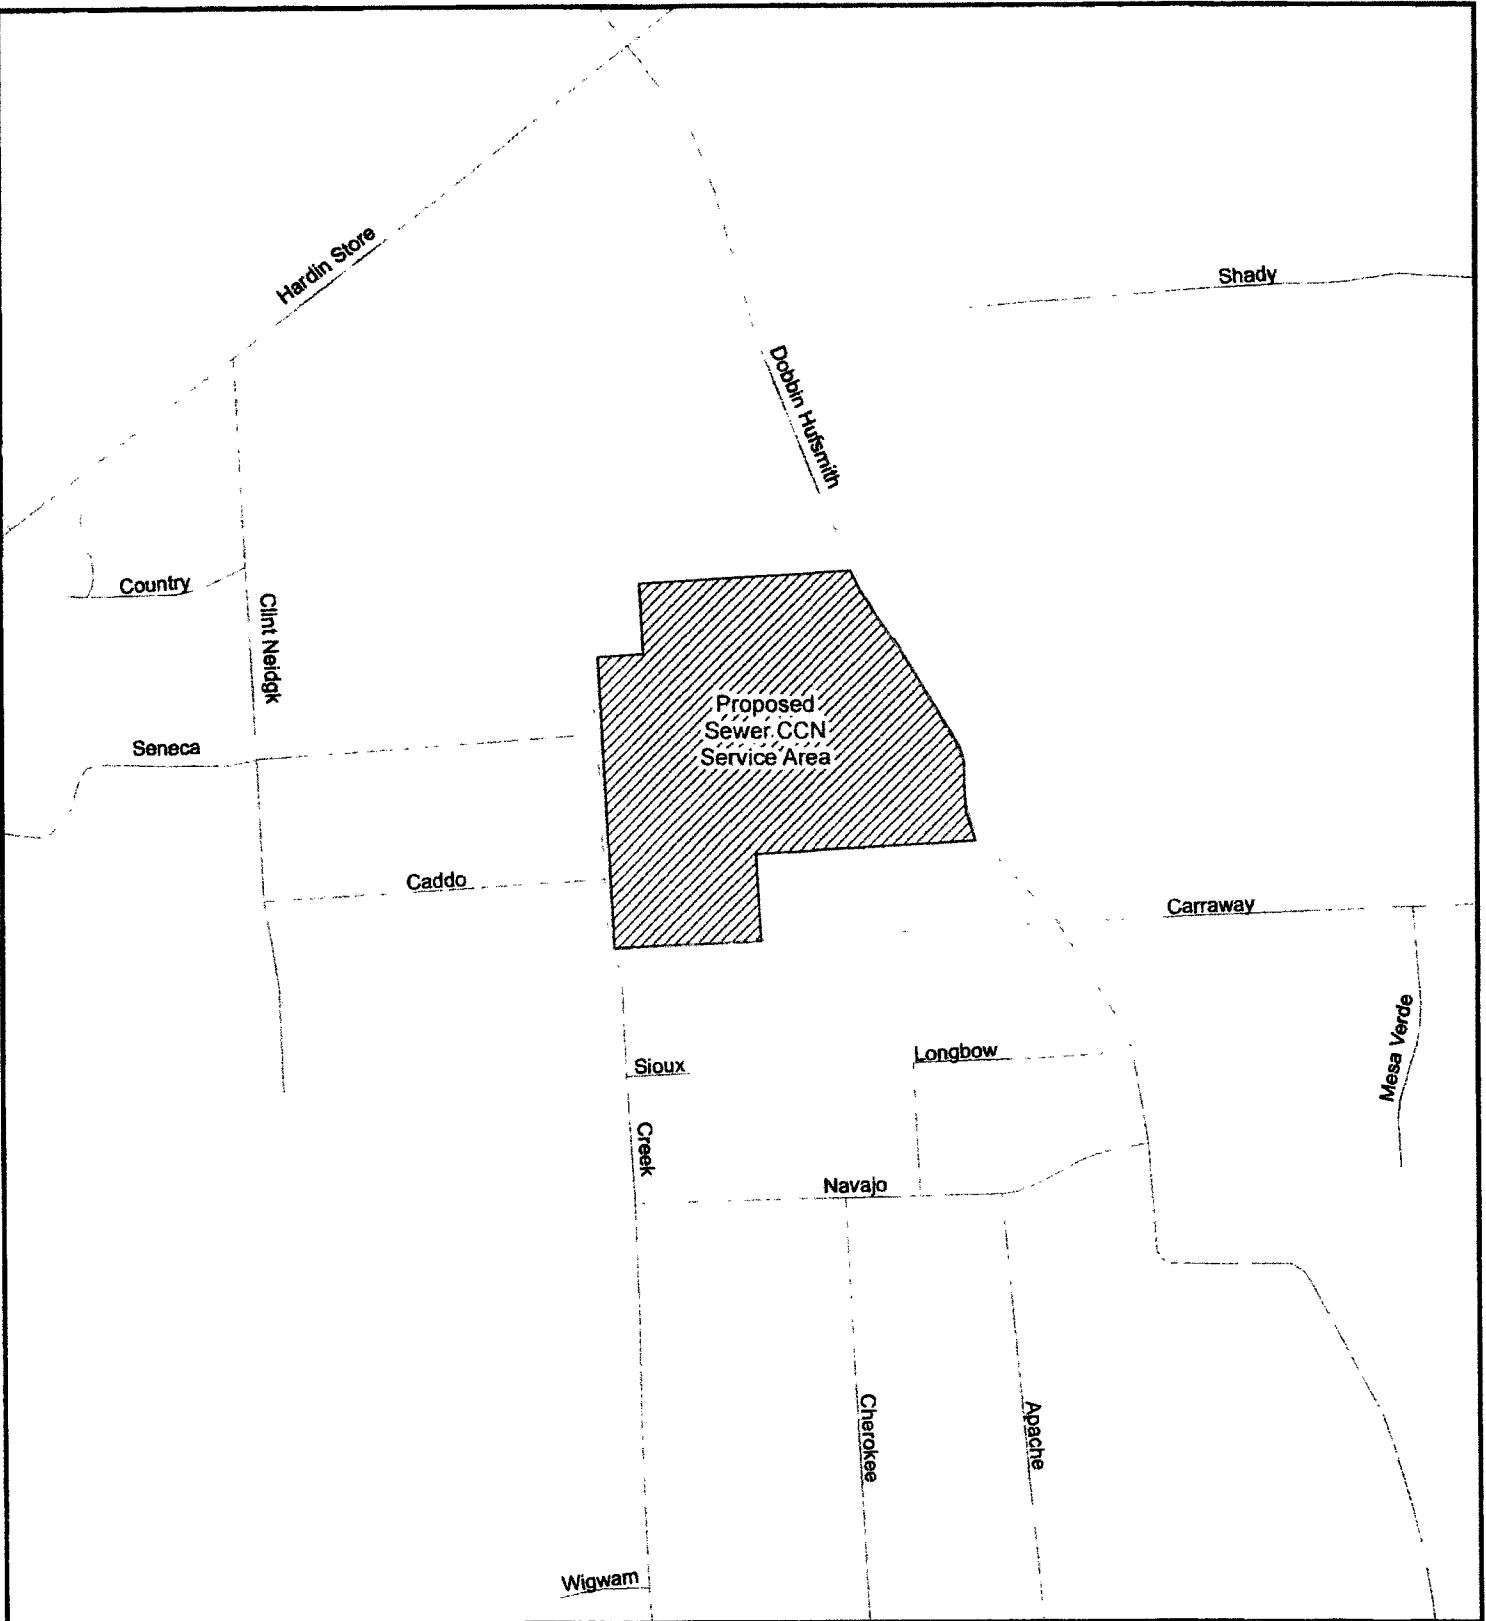 Hardin Store
Shady
Dobbin Hufsmith
Country
Clint Neidgk
Proposed
Sewer CCN
Service Area
Seneca
Caddo
Carraway
Mesa Verde
Longbow
Sioux
Creek
Navajo
Cherokee
Apache
Wigwam